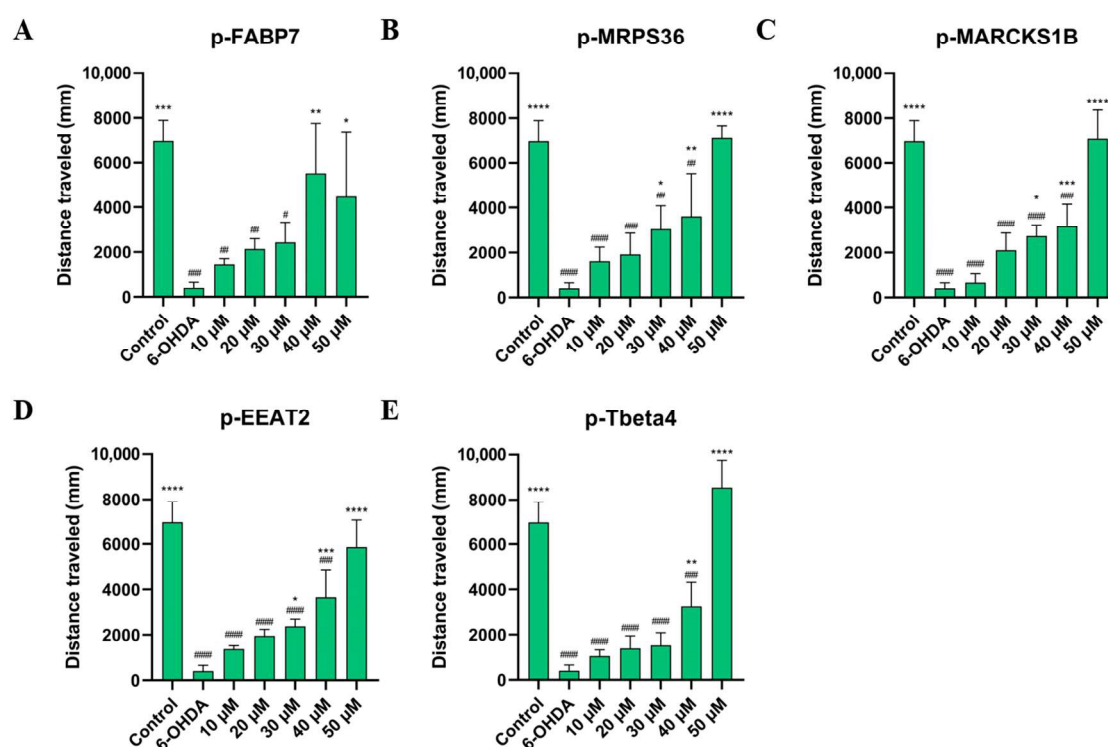 A
p-FABP7
Distance traveled (mm)
10,000
8000
6000
4000
2000
0
***
###
##
##
#
**
*
Control
6-OHDA
10 μM
20 μM
30 μM
40 μM
50 μM
B
p-MRPS36
Distance traveled (mm)
10,000
8000
6000
4000
2000
0
****
####
####
###
*
##
**
##
****
Control
6-OHDA
10 μM
20 μM
30 μM
40 μM
50 μM
C
p-MARCKS1B
Distance traveled (mm)
10,000
8000
6000
4000
2000
0
****
####
####
####
*
####
***
###
****
Control
6-OHDA
10 μM
20 μM
30 μM
40 μM
50 μM
D
p-EEAT2
Distance traveled (mm)
10,000
8000
6000
4000
2000
0
****
####
####
####
*
####
***
###
****
Control
6-OHDA
10 μM
20 μM
30 μM
40 μM
50 μM
E
p-Tbeta4
Distance traveled (mm)
10,000
8000
6000
4000
2000
0
****
####
####
####
####
**
###
****
Control
6-OHDA
10 μM
20 μM
30 μM
40 μM
50 μM